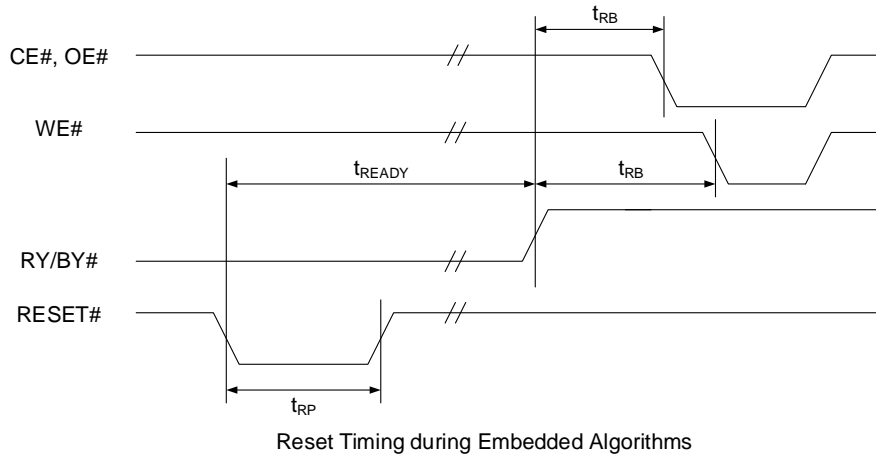 tRB
CE#, OE#
WE#
tREADY
tRB
RY/BY#
RESET#
tRP
Reset Timing during Embedded Algorithms